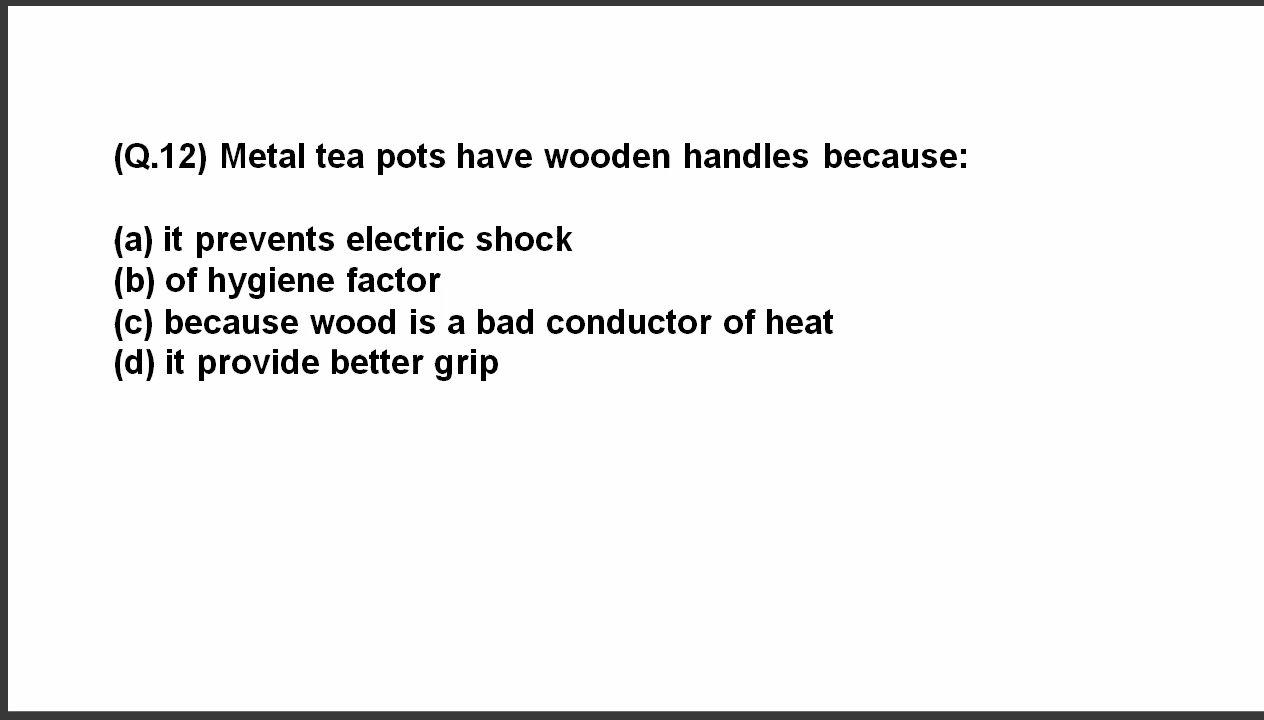 (Q.12) Metal tea pots have wooden handles because:
(a) it prevents electric shock
(b) of hygiene factor
(c) because wood is a bad conductor of heat
(d) it provide better grip